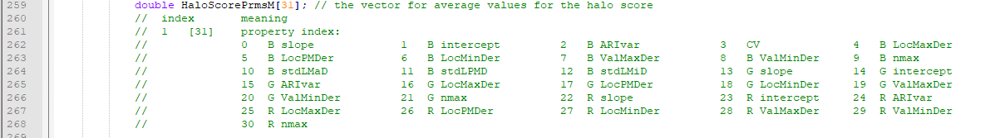 259 double HaloScorePrmsM[31]; // the vector for average values for the halo score
260 // index meaning
261 // 1 [31] property index:
262 // 0 B slope 1 B intercept 2 B ARIvar 3 CV 4 B LocMaxDer
263 // 5 B LocPMDer 6 B LocMinDer 7 B ValMaxDer 8 B ValMinDer 9 B nmax
264 // 10 B stdLMaD 11 B stdLPMD 12 B stdLMiD 13 G slope 14 G intercept
265 // 15 G ARIvar 16 G LocMaxDer 17 G LocPMDer 18 G LocMinDer 19 G ValMaxDer
266 // 20 G ValMinDer 21 G nmax 22 R slope 23 R intercept 24 R ARIvar
267 // 25 R LocMaxDer 26 R LocPMDer 27 R LocMinDer 28 R ValMaxDer 29 R ValMinDer
268 // 30 R nmax
269